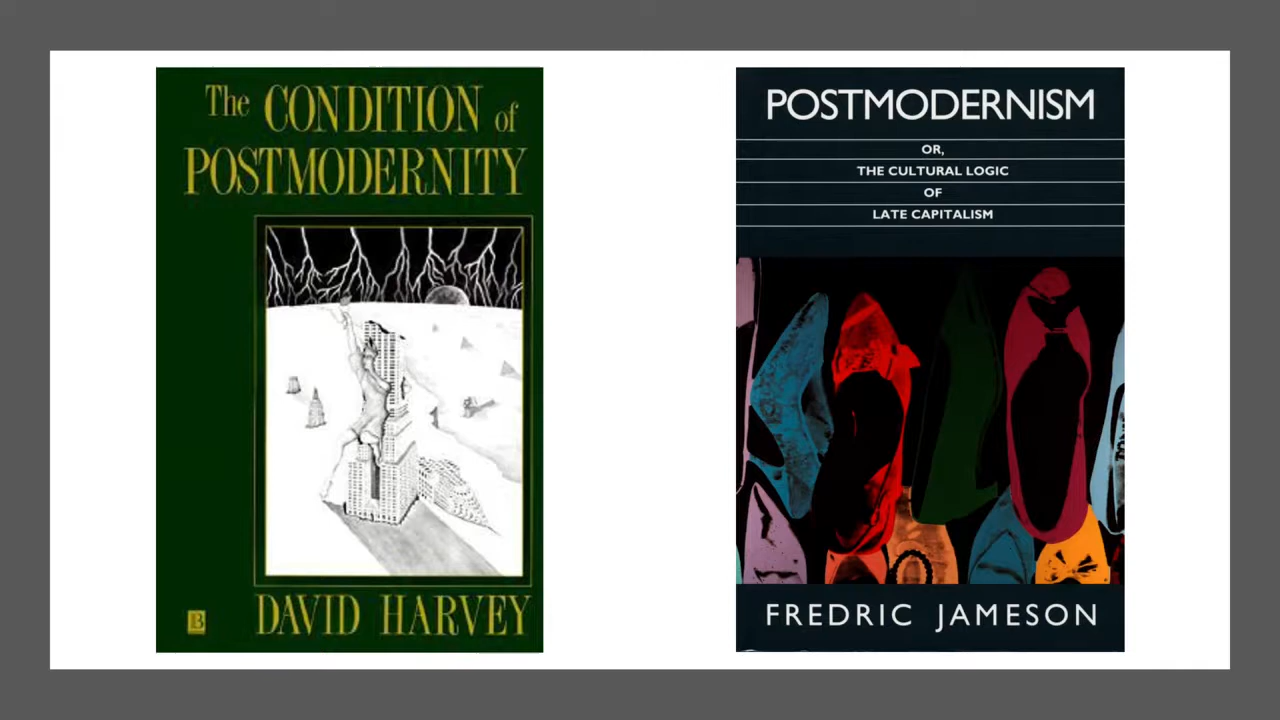 The CONDITION of
POSTMODERNITY
B
DAVID HARVEY
POSTMODERNISM
OR,
THE CULTURAL LOGIC
OF
LATE CAPITALISM
FREDRIC JAMESON